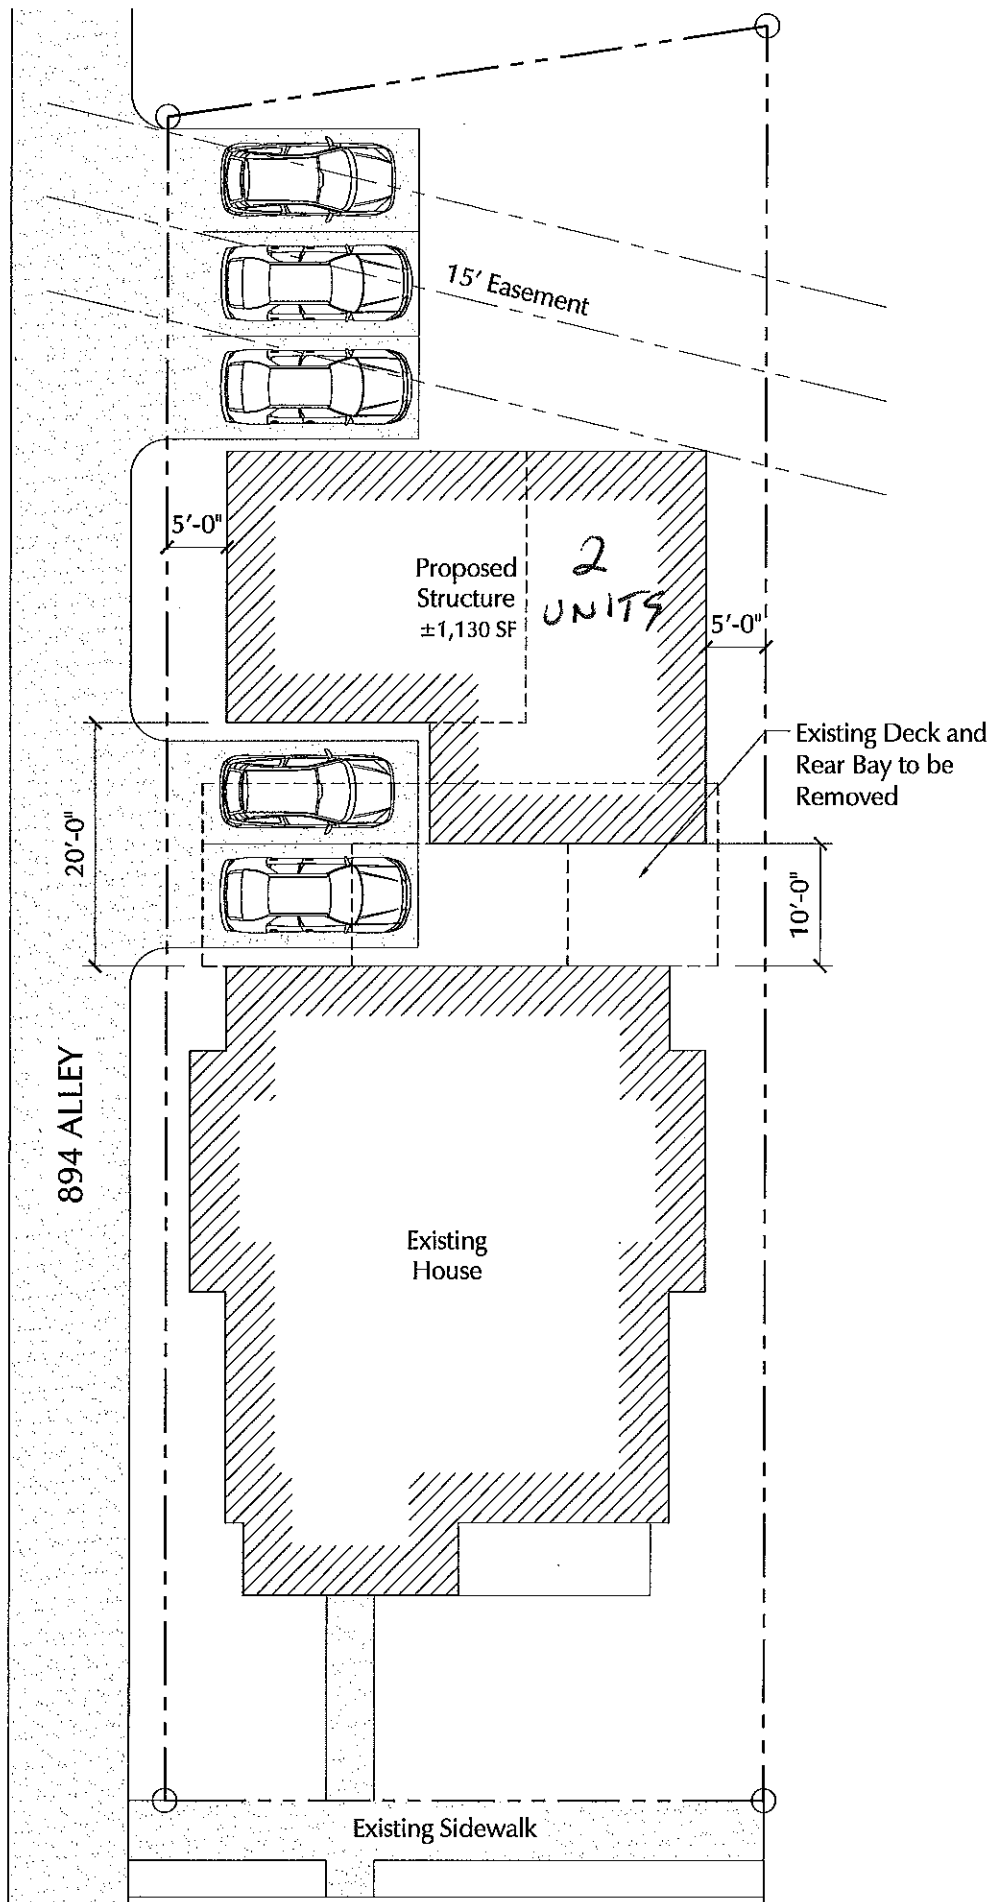 15' Easement
5'-0"
Proposed
Structure
±1,130 SF
2
UNITS
5'-0"
Existing Deck and
Rear Bay to be
Removed
20'-0"
10'-0"
894 ALLEY
Existing
House
Existing Sidewalk